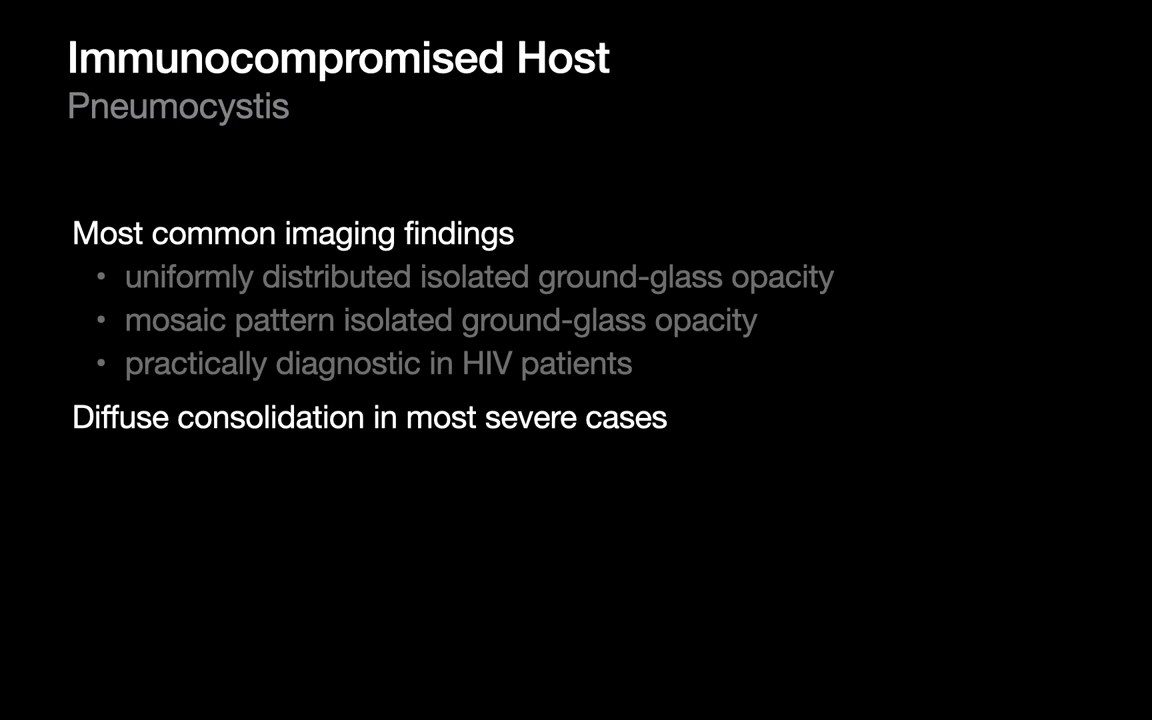 Immunocompromised Host
Pneumocystis
Most common imaging findings
• uniformly distributed isolated ground-glass opacity
• mosaic pattern isolated ground-glass opacity
• practically diagnostic in HIV patients
Diffuse consolidation in most severe cases